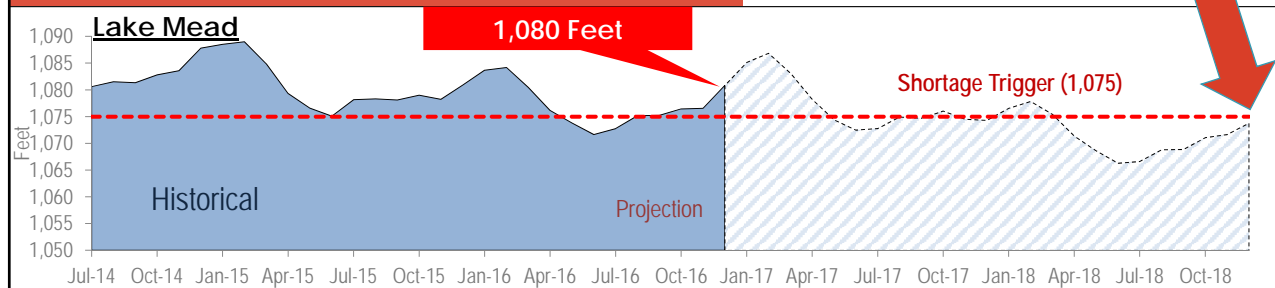 Lake Mead
1,080 Feet
Shortage Trigger (1,075)
Feet
1,090
1,085
1,080
1,075
1,070
1,065
1,060
1,055
1,050
Historical
Projection
Jul-14 Oct-14 Jan-15 Apr-15 Jul-15 Oct-15 Jan-16 Apr-16 Jul-16 Oct-16 Jan-17 Apr-17 Jul-17 Oct-17 Jan-18 Apr-18 Jul-18 Oct-18